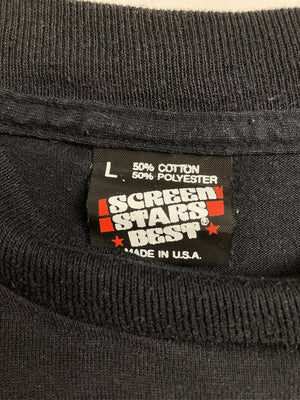 L 50% COTTON
50% POLYESTER
SCREEN
STARS®
BEST
MADE IN U.S.A.